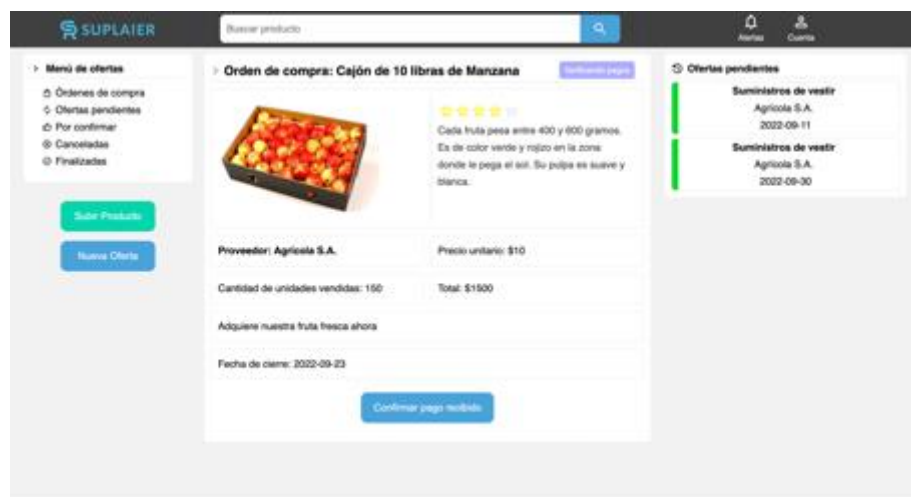 SUPLAIER
Buscar producto
Alertas
Cuenta
Menú de ofertas
Órdenes de compra
Ofertas pendientes
Por confirmar
Canceladas
Finalizadas
Subir Producto
Nueva Oferta
Orden de compra: Cajón de 10 libras de Manzana
Verificando pagos
Cada fruta pesa entre 400 y 600 gramos.
Es de color verde y rojizo en la zona
donde le pega el sol. Su pulpa es suave y
blanca.
Proveedor: Agricola S.A.
Precio unitario: $10
Cantidad de unidades vendidas: 150
Total: $1500
Adquiere nuestra fruta fresca ahora
Fecha de cierre: 2022-09-23
Confirmar pago recibido
Ofertas pendientes
Suministros de vestir
Agricola S.A.
2022-09-11
Suministros de vestir
Agricola S.A.
2022-09-30